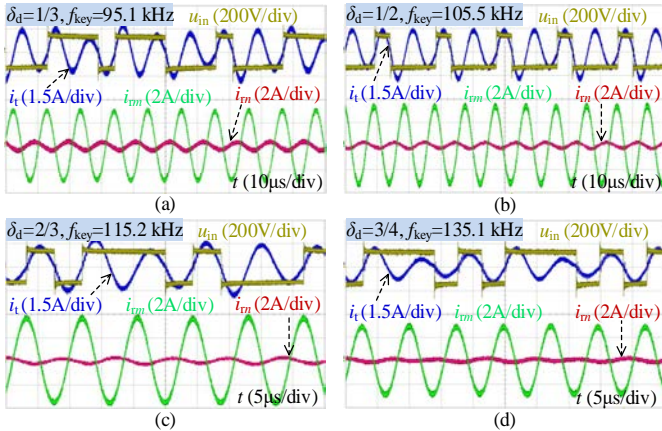 δd=1/3, fkey=95.1 kHz uin (200V/div)
it (1.5A/div) irm (2A/div) irn (2A/div)
t (10μs/div)
(a)
δd=1/2, fkey=105.5 kHz uin (200V/div)
it (1.5A/div) irm (2A/div) irn (2A/div)
t (10μs/div)
(b)
δd=2/3, fkey=115.2 kHz uin (200V/div)
it (1.5A/div) irm (2A/div) irn (2A/div)
t (5μs/div)
(c)
δd=3/4, fkey=135.1 kHz uin (200V/div)
it (1.5A/div) irm (2A/div) irn (2A/div)
t (5μs/div)
(d)